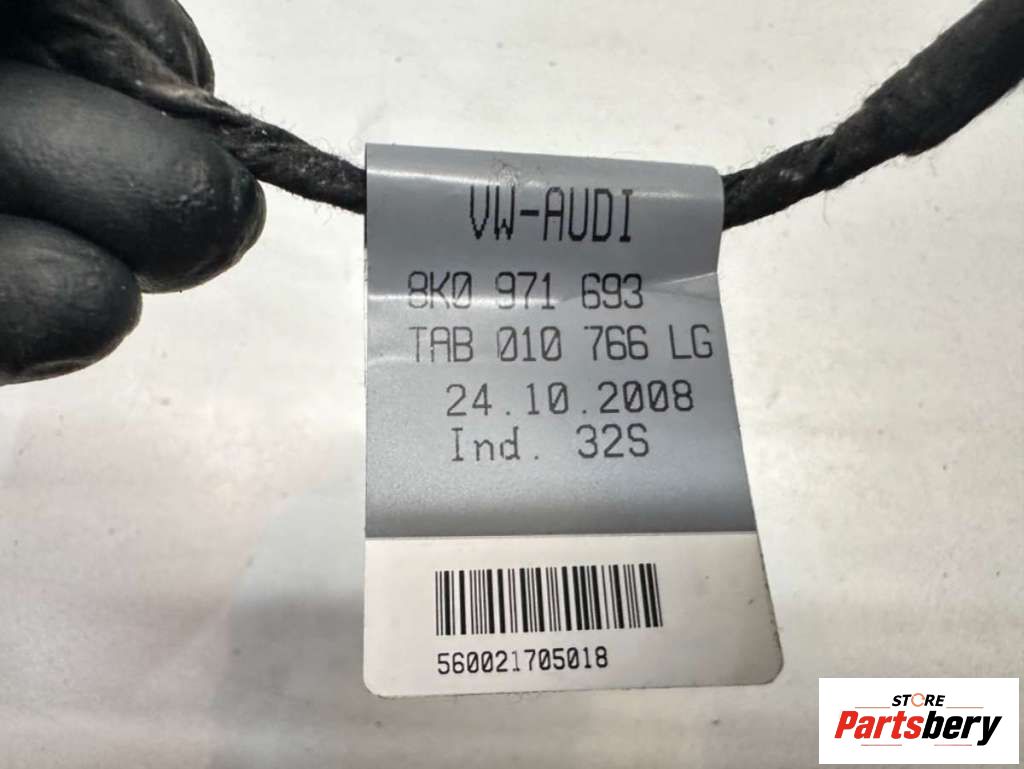 VW-AUDI
8K0 971 693
TAB 010 766 LG
24.10.2008
Ind. 32S
560021705018
STORE
Partsbery